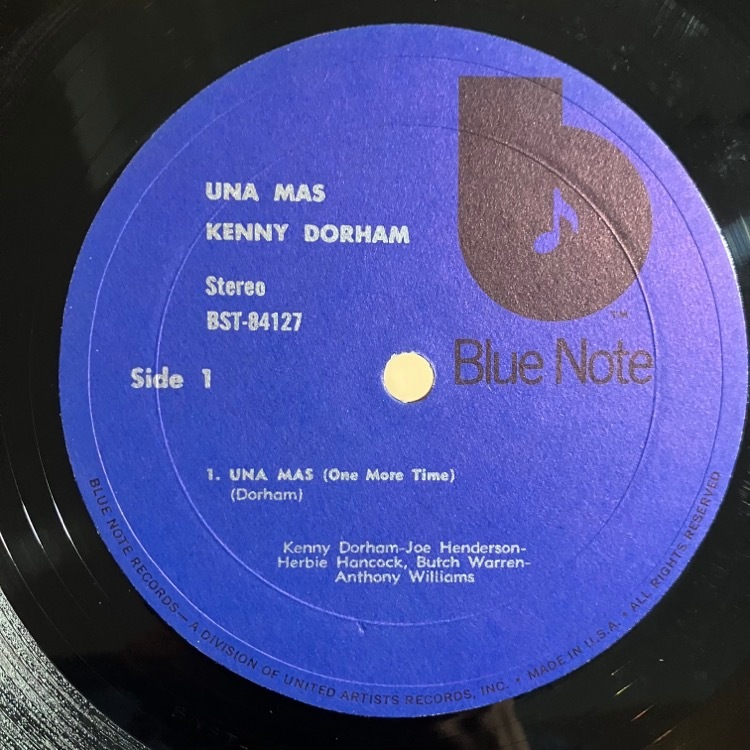 UNA MAS
KENNY DORHAM
Stereo
BST-84127
Side 1
TM
Blue Note
1. UNA MAS (One More Time)
(Dorham)
Kenny Dorham-Joe Henderson-
Herbie Hancock, Butch Warren-
Anthony Williams
BLUE NOTE RECORDS—A DIVISION OF UNITED ARTISTS RECORDS, INC. • MADE IN U.S.A. • ALL RIGHTS RESERVED